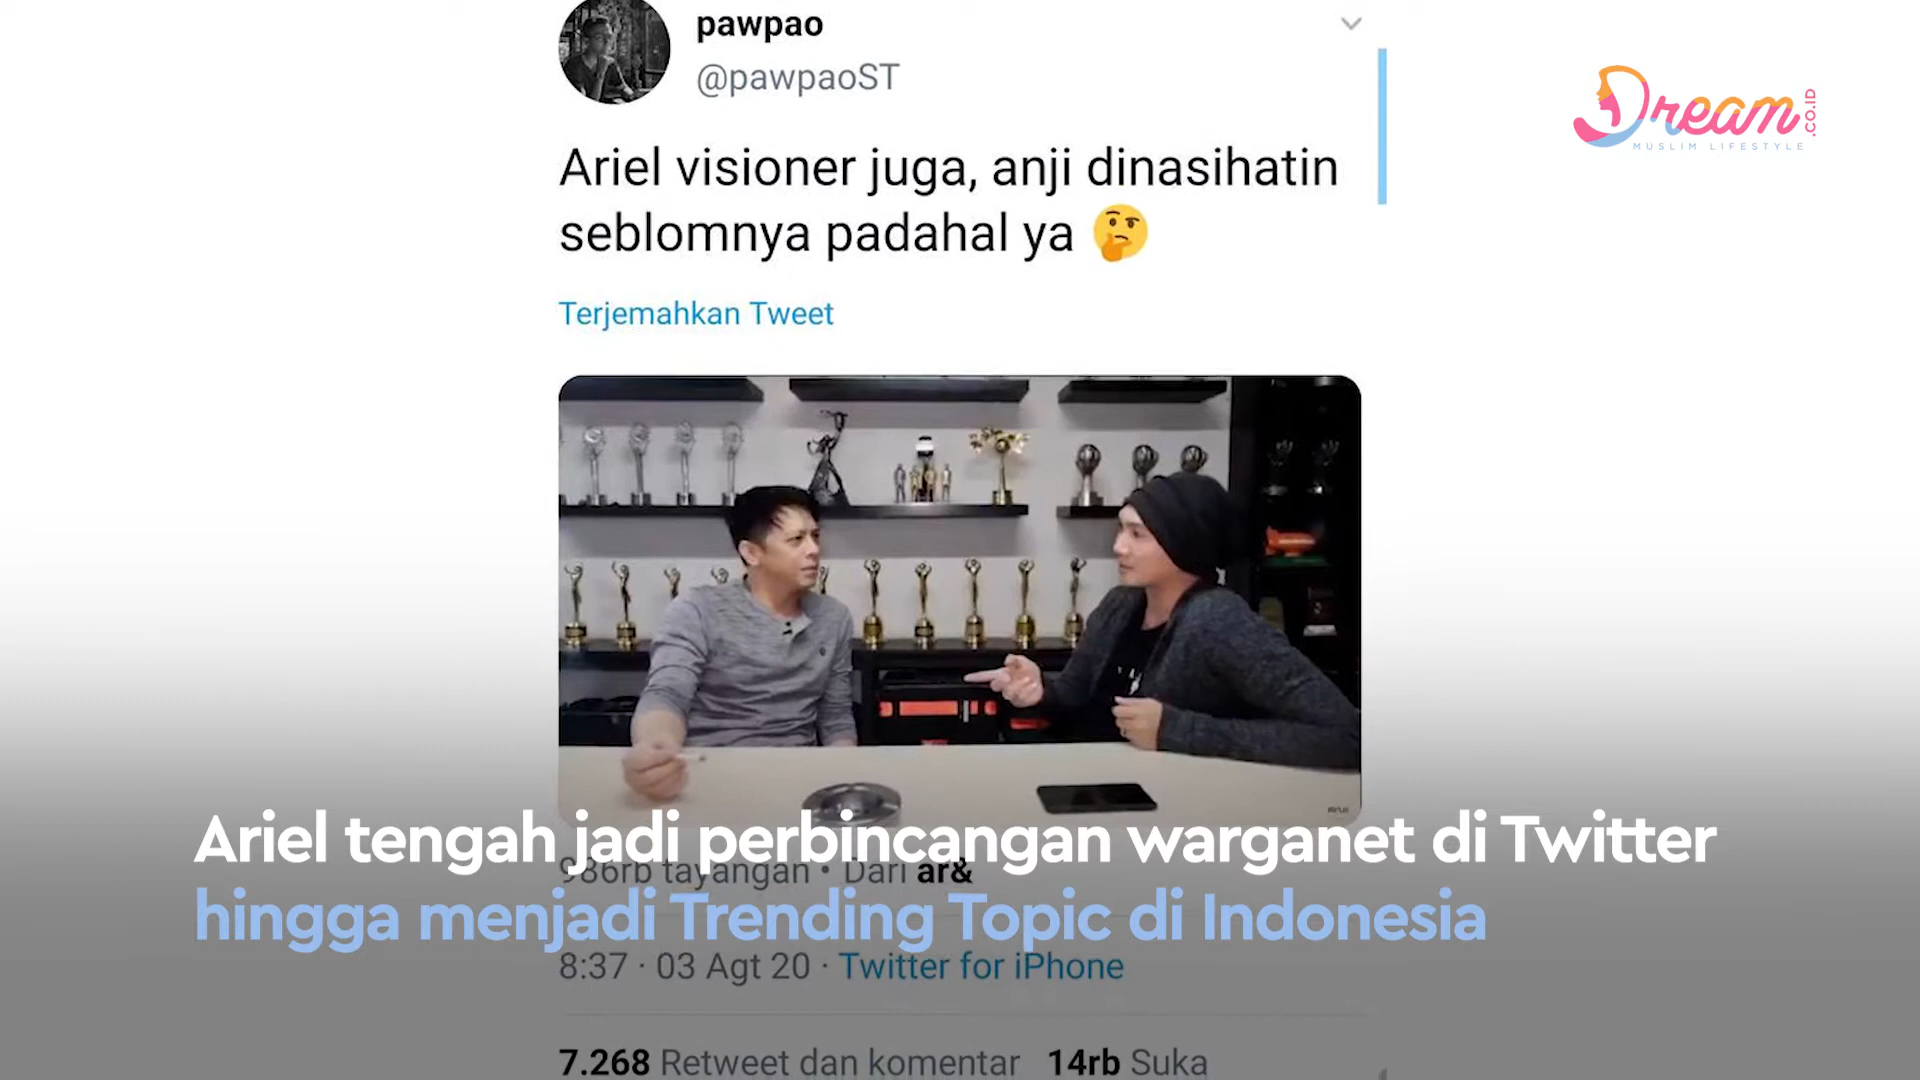 pawpao
@pawpaoST
Dream
.CO.ID
MUSLIM LIFESTYLE
Ariel visioner juga, anji dinasihatin
seblomnya padahal ya 🤔
Terjemahkan Tweet
Ariel tengah jadi perbincangan warganet di Twitter
986rb tayangan • Dari ar&
hingga menjadi Trending Topic di Indonesia
8:37 · 03 Agt 20 · Twitter for iPhone
7.268 Retweet dan komentar 14rb Suka